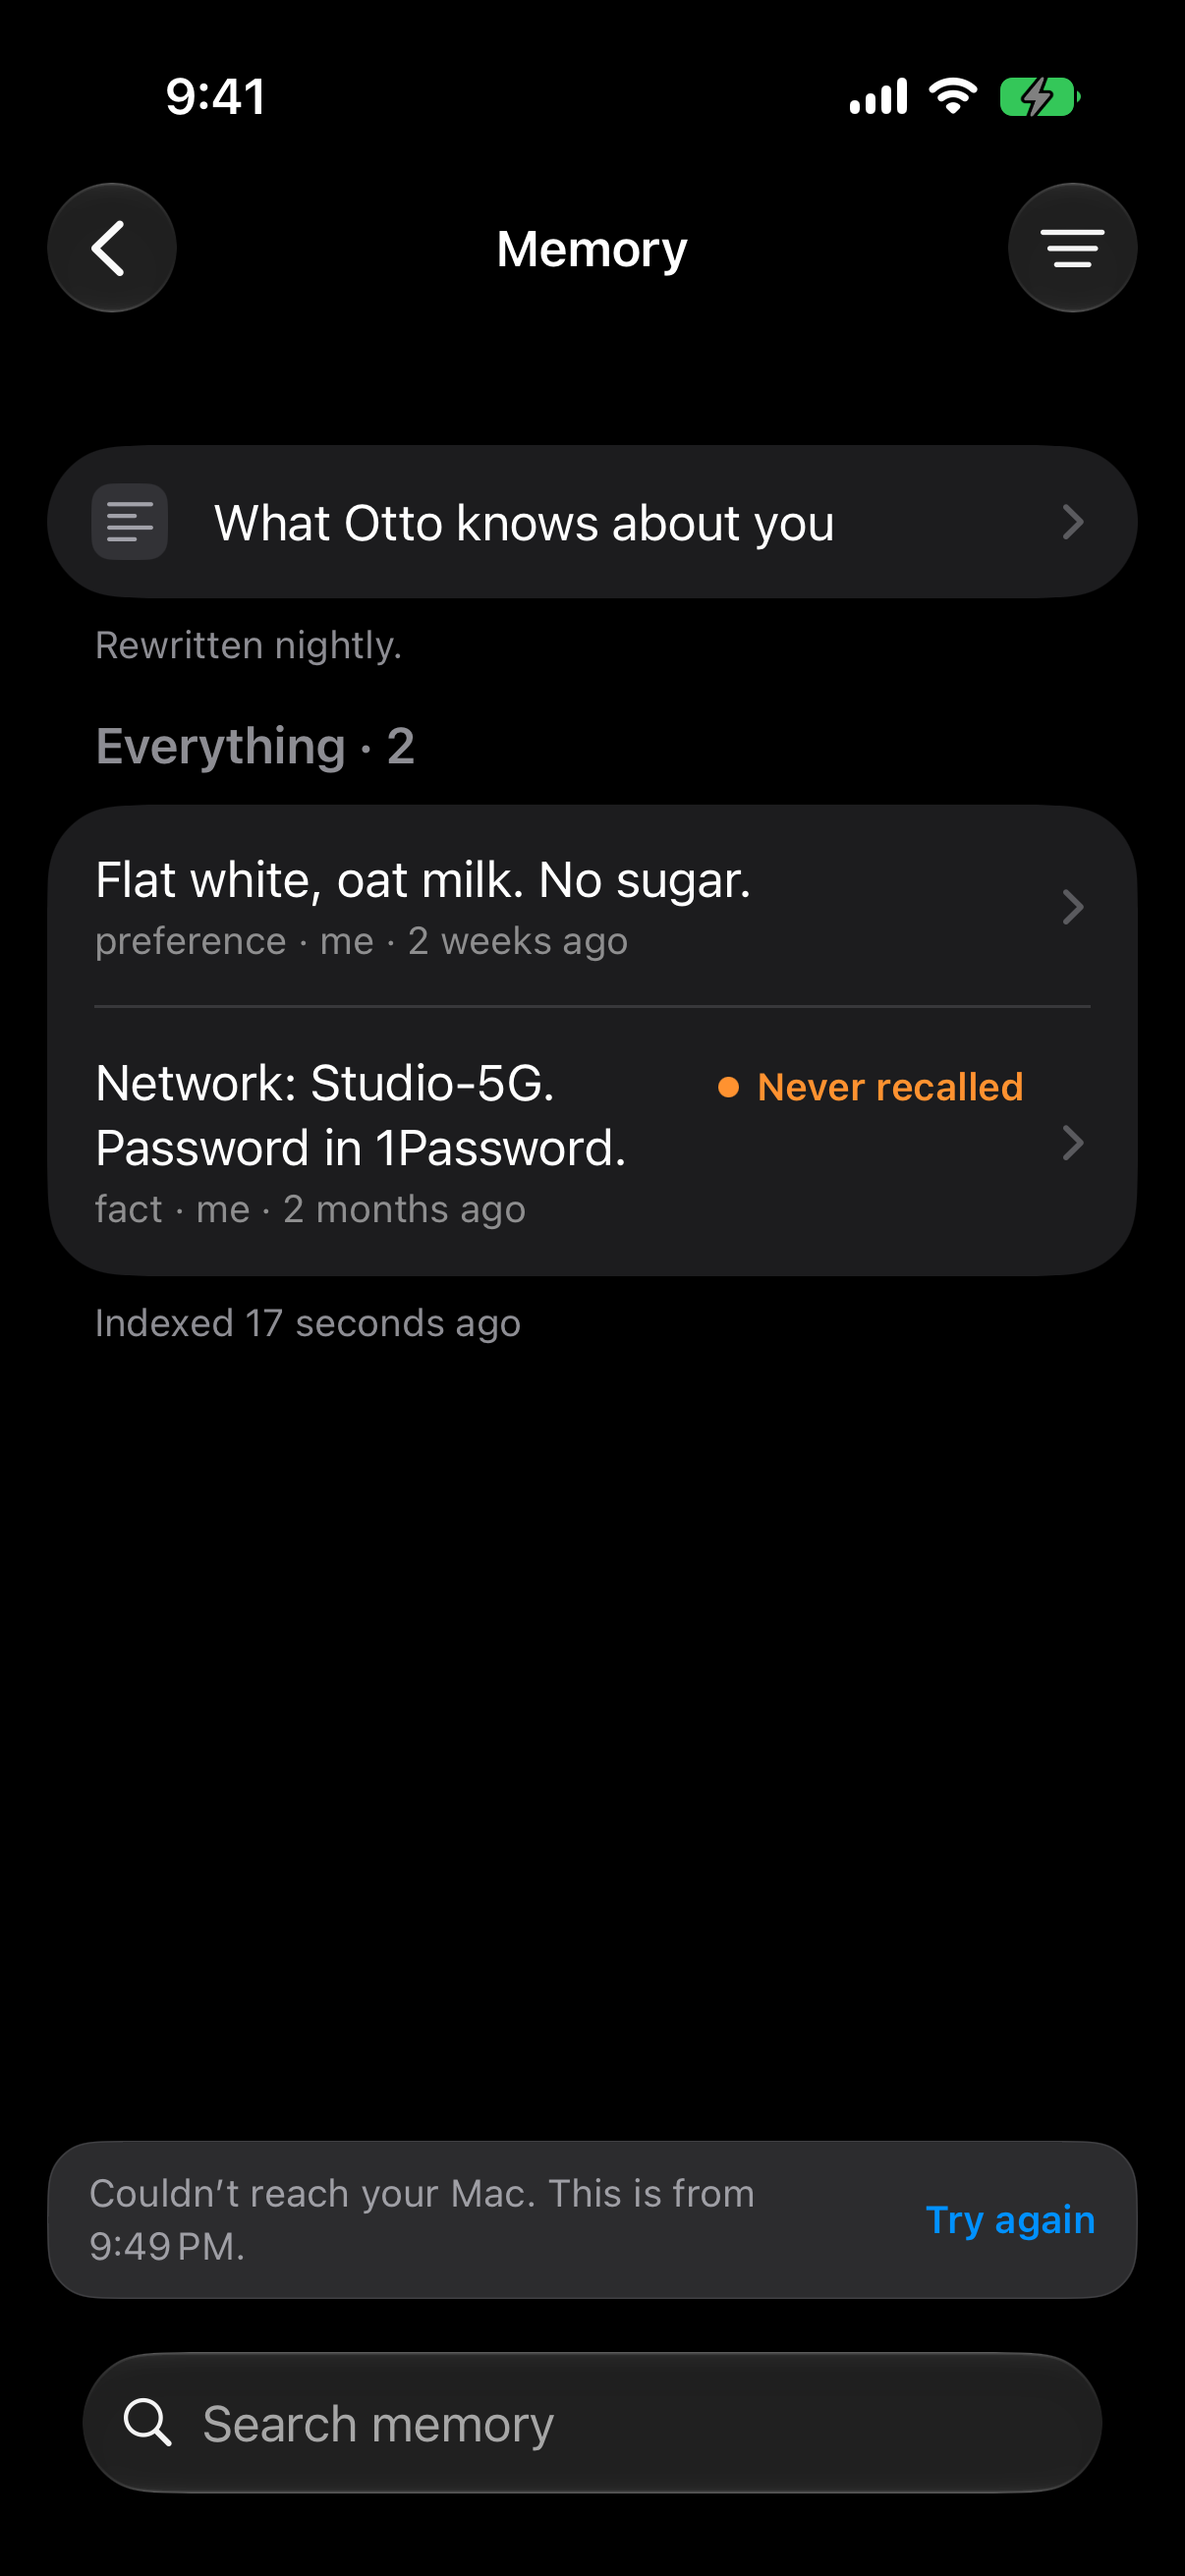 9:41
Memory
What Otto knows about you
Rewritten nightly.
Everything · 2
Flat white, oat milk. No sugar.
preference · me · 2 weeks ago
Network: Studio-5G.
Password in 1Password.
Never recalled
fact · me · 2 months ago
Indexed 17 seconds ago
Couldn’t reach your Mac. This is from
9:49 PM.
Try again
Search memory